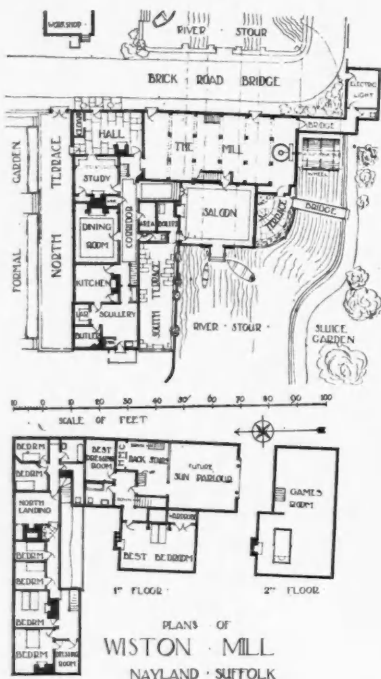 WORKSHOP
RIVER
STOUR
BRICK ROAD BRIDGE
ELECTRIC
LIGHT
BRIDGE
HALL
THE
MILL
STUDY
WHEEL
GARDEN
TERRACE
CORRIDOR
SALOON
TERRACE
BRIDGE
DINING
ROOM
AREA
FORMAL
NORTH
KITCHEN
SOUTH TERRACE
SCULLERY
BUTLER
RIVER · STOUR
SLUICE
GARDEN
10 0 10 20 30 40 50 60 70 80 90 100
SCALE OF FEET
BEDRM
BEDRM
BEST
DRESSING
ROOM
BACK STAIRS
FUTURE
SUN PARLOUR
GAMES
ROOM
NORTH
LANDING
BEDRM
WARDROBE
BEDRM
BEST BEDROOM
BEDRM
1ST FLOOR
2ND FLOOR
BEDRM
DRESSING
ROOM
PLANS OF
WISTON · MILL
NAYLAND · SUFFOLK